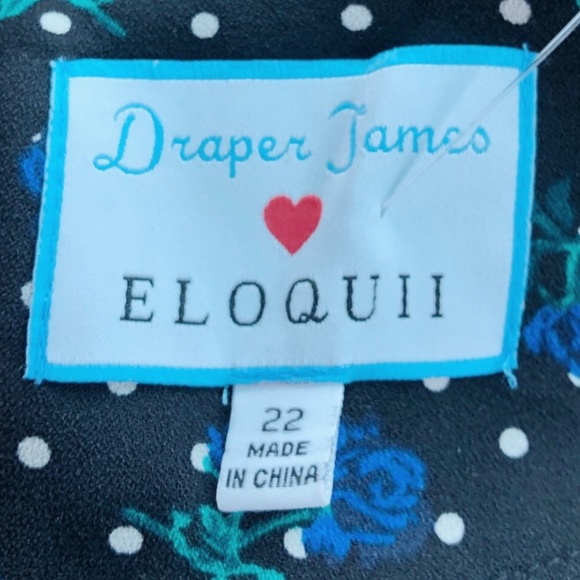 Draper James
ELOQUII
22
MADE
IN CHINA